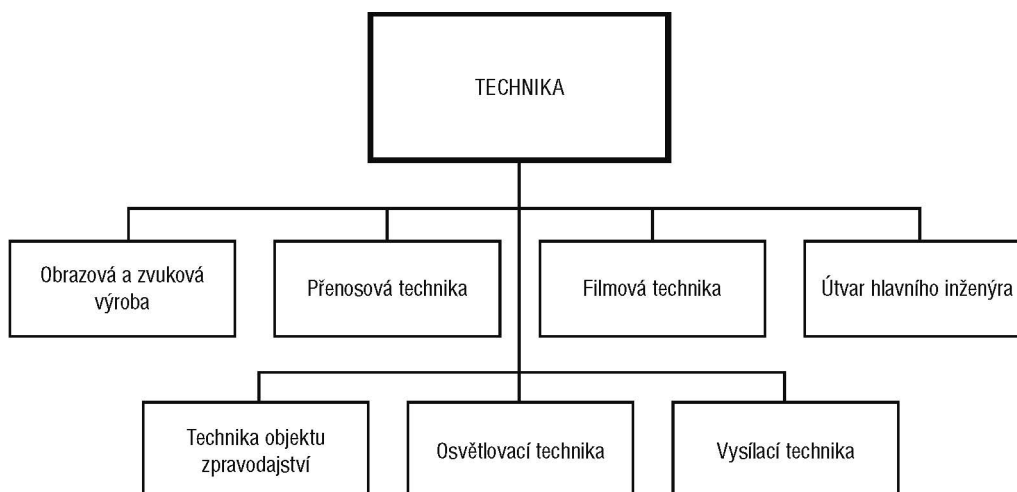 TECHNIKA
Obrazová a zvuková
výroba
Přenosová technika
Filmová technika
Útvar hlavního inženýra
Technika objektu
zpravodajství
Osvětlovací technika
Vysílací technika